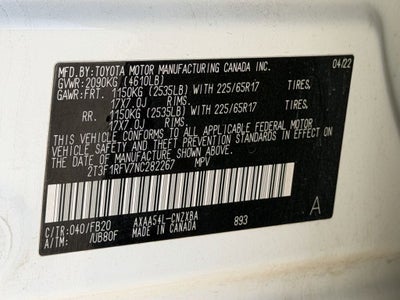 MFD. BY: TOYOTA MOTOR MANUFACTURING CANADA INC. 04/22
GVWR: 2090KG (4610LB)
GAWR: FRT. 1150KG (2535LB) WITH 225/65R17 TIRES,
17X7.0J RIMS.
RR. 1150KG (2535LB) WITH 225/65R17 TIRES,
17X7.0J RIMS.
THIS VEHICLE CONFORMS TO ALL APPLICABLE FEDERAL MOTOR
VEHICLE SAFETY AND THEFT PREVENTION STANDARDS IN EFFECT
ON THE DATE OF MANUFACTURE SHOWN ABOVE.
2T3F1RFV7NC282267 MPV
C/TR: 040/FB20 AXAA54L-CNZXBA 893 A
A/TM: /UB80F MADE IN CANADA